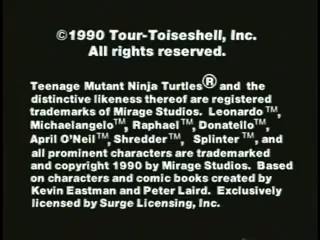 ©1990 Tour-Toiseshell, Inc.
All rights reserved.
Teenage Mutant Ninja Turtles® and the
distinctive likeness thereof are registered
trademarks of Mirage Studios. Leonardo™,
Michaelangelo™, Raphael™, Donatello™,
April O'Neil™, Shredder™, Splinter™, and
all prominent characters are trademarked
and copyright 1990 by Mirage Studios. Based
on characters and comic books created by
Kevin Eastman and Peter Laird. Exclusively
licensed by Surge Licensing, Inc.